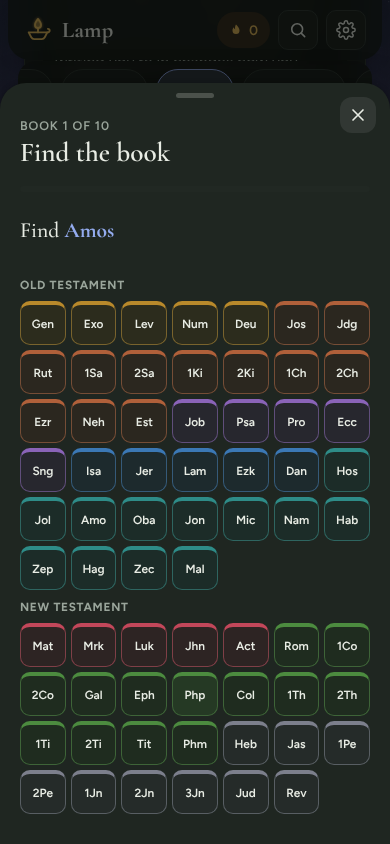 Lamp
0
BOOK 1 OF 10
Find the book
Find Amos
OLD TESTAMENT
Gen Exo Lev Num Deu Jos Jdg
Rut 1Sa 2Sa 1Ki 2Ki 1Ch 2Ch
Ezr Neh Est Job Psa Pro Ecc
Sng Isa Jer Lam Ezk Dan Hos
Jol Amo Oba Jon Mic Nam Hab
Zep Hag Zec Mal
NEW TESTAMENT
Mat Mrk Luk Jhn Act Rom 1Co
2Co Gal Eph Php Col 1Th 2Th
1Ti 2Ti Tit Phm Heb Jas 1Pe
2Pe 1Jn 2Jn 3Jn Jud Rev